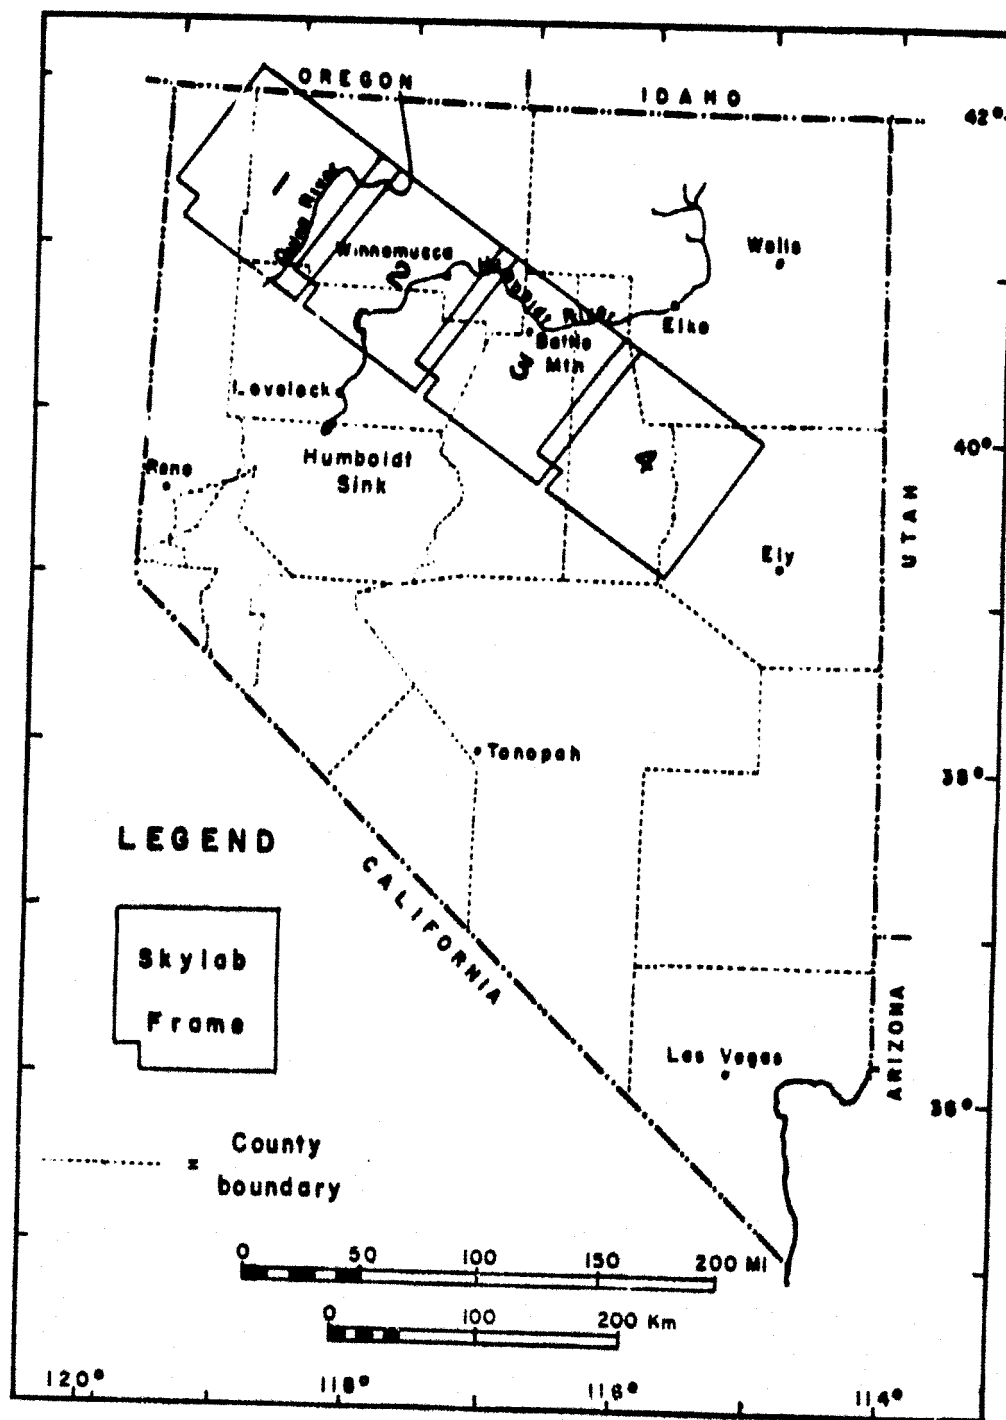 OREGON
IDAHO
42°
1
Quinn River
Winnemucca
2
Humboldt River
Wells
Elko
Battle
Mtn
3
Lovelock
40°
Reno
Humboldt
Sink
4
UTAH
Ely
Tonopah
38°
LEGEND
CALIFORNIA
Skylab
Frame
ARIZONA
Las Vegas
36°
County
= boundary
0 50 100 150 200 MI
0 100 200 Km
120° 118° 116° 114°